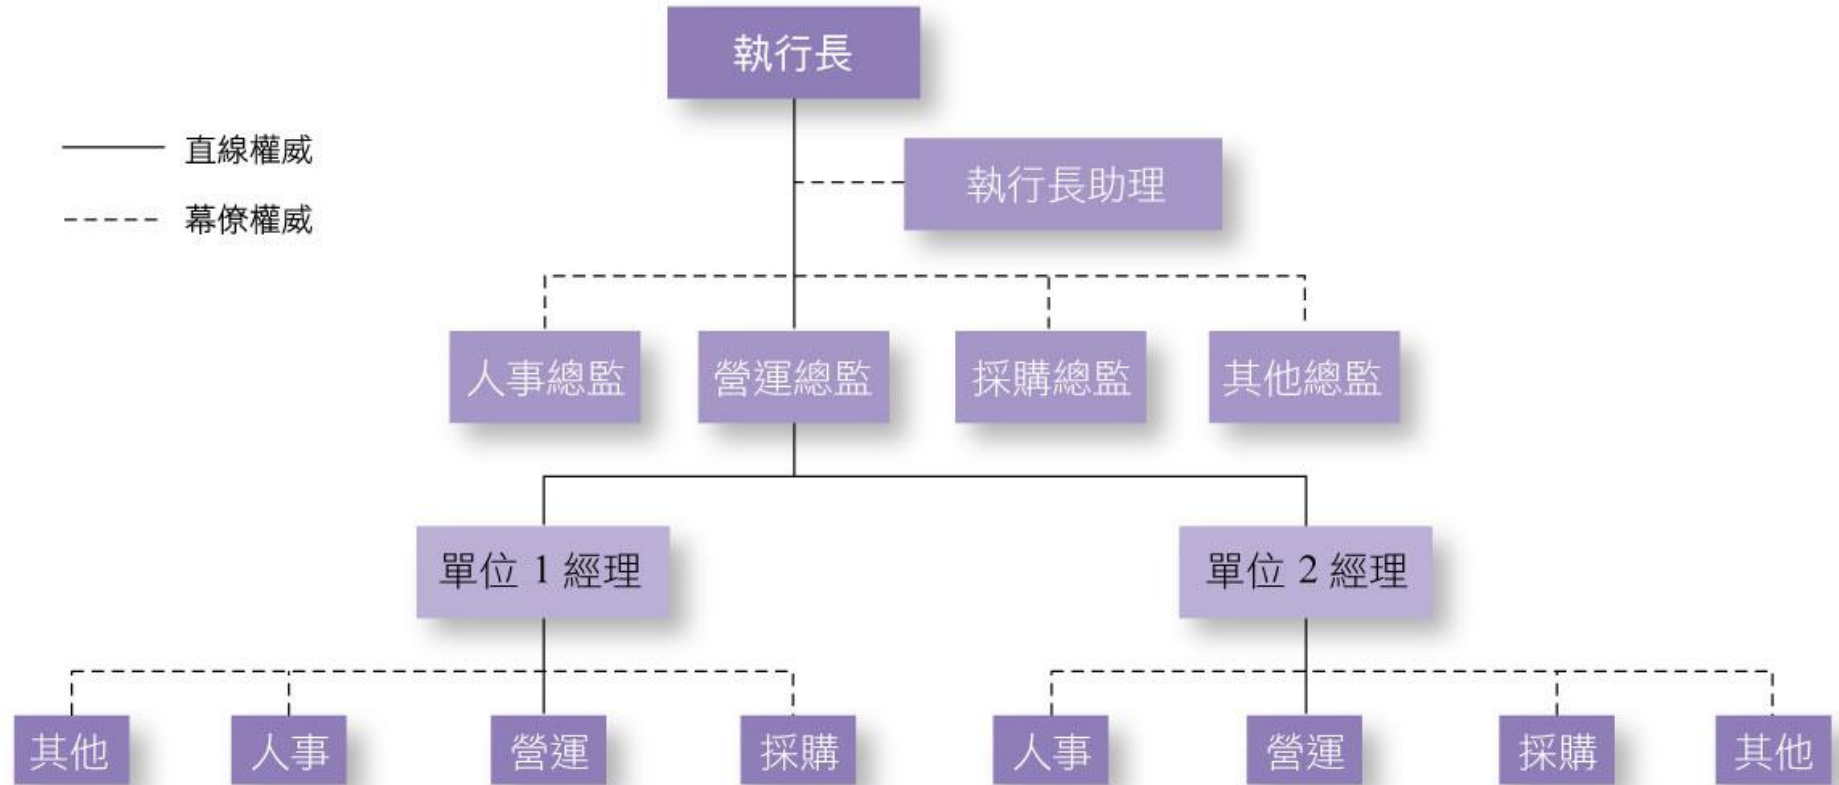 執行長
直線權威
執行長助理
幕僚權威
人事總監
營運總監
採購總監
其他總監
單位 1 經理
單位 2 經理
其他
人事
營運
採購
人事
營運
採購
其他